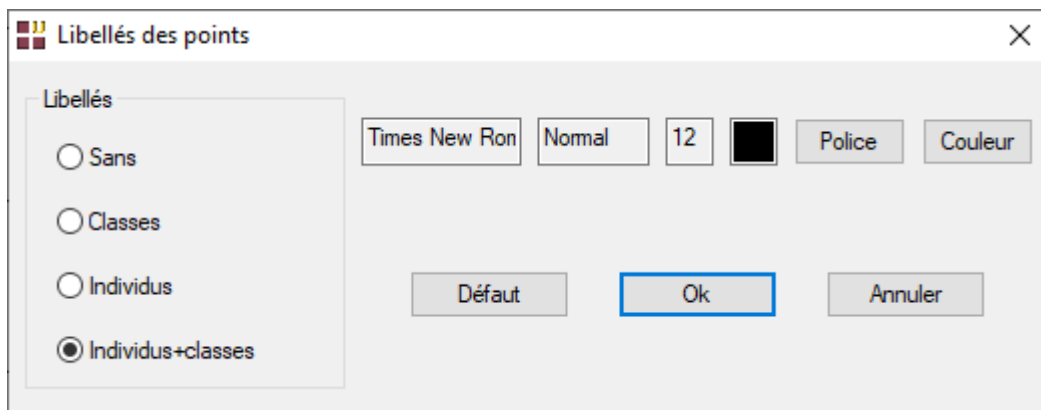 Libellés des points
Libellés
Times New Ron Normal 12 Police Couleur
Sans
Classes
Individus
Défaut Ok Annuler
Individus+classes